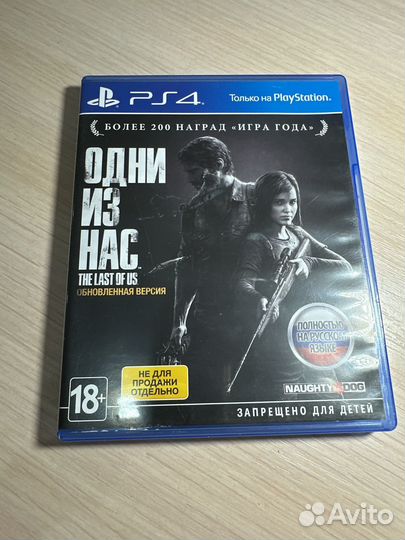 PS4
Только на PlayStation®
БОЛЕЕ 200 НАГРАД «ИГРА ГОДА»
ОДНИ
ИЗ
НАС
THE LAST OF US
ОБНОВЛЕННАЯ ВЕРСИЯ
ПОЛНОСТЬЮ
НА РУССКОМ
ЯЗЫКЕ
НЕ ДЛЯ
ПРОДАЖИ
ОТДЕЛЬНО
NAUGHTY DOG
18+
ЗАПРЕЩЕНО ДЛЯ ДЕТЕЙ
Avito